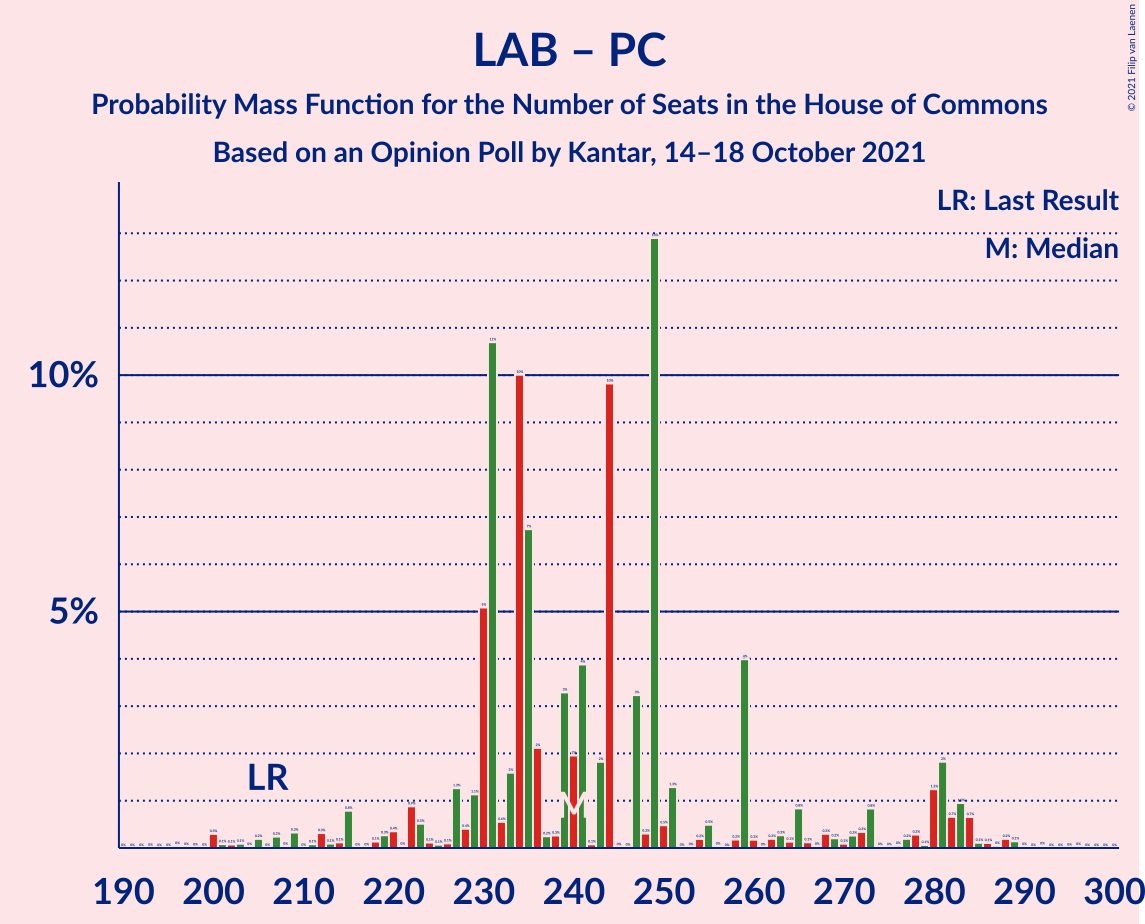 LAB – PC
Probability Mass Function for the Number of Seats in the House of Commons
Based on an Opinion Poll by Kantar, 14–18 October 2021
© 2021 Filip van Laenen
LR: Last Result
M: Median
10%
5%
LR
M
190 200 210 220 230 240 250 260 270 280 290 300